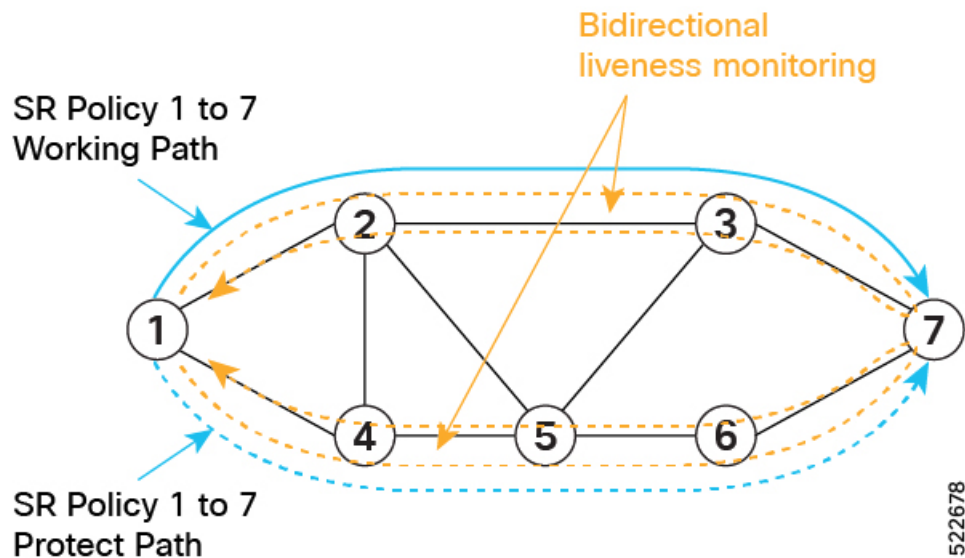 Bidirectional
liveness monitoring
SR Policy 1 to 7
Working Path
2
3
1
7
4
5
6
SR Policy 1 to 7
Protect Path
522678